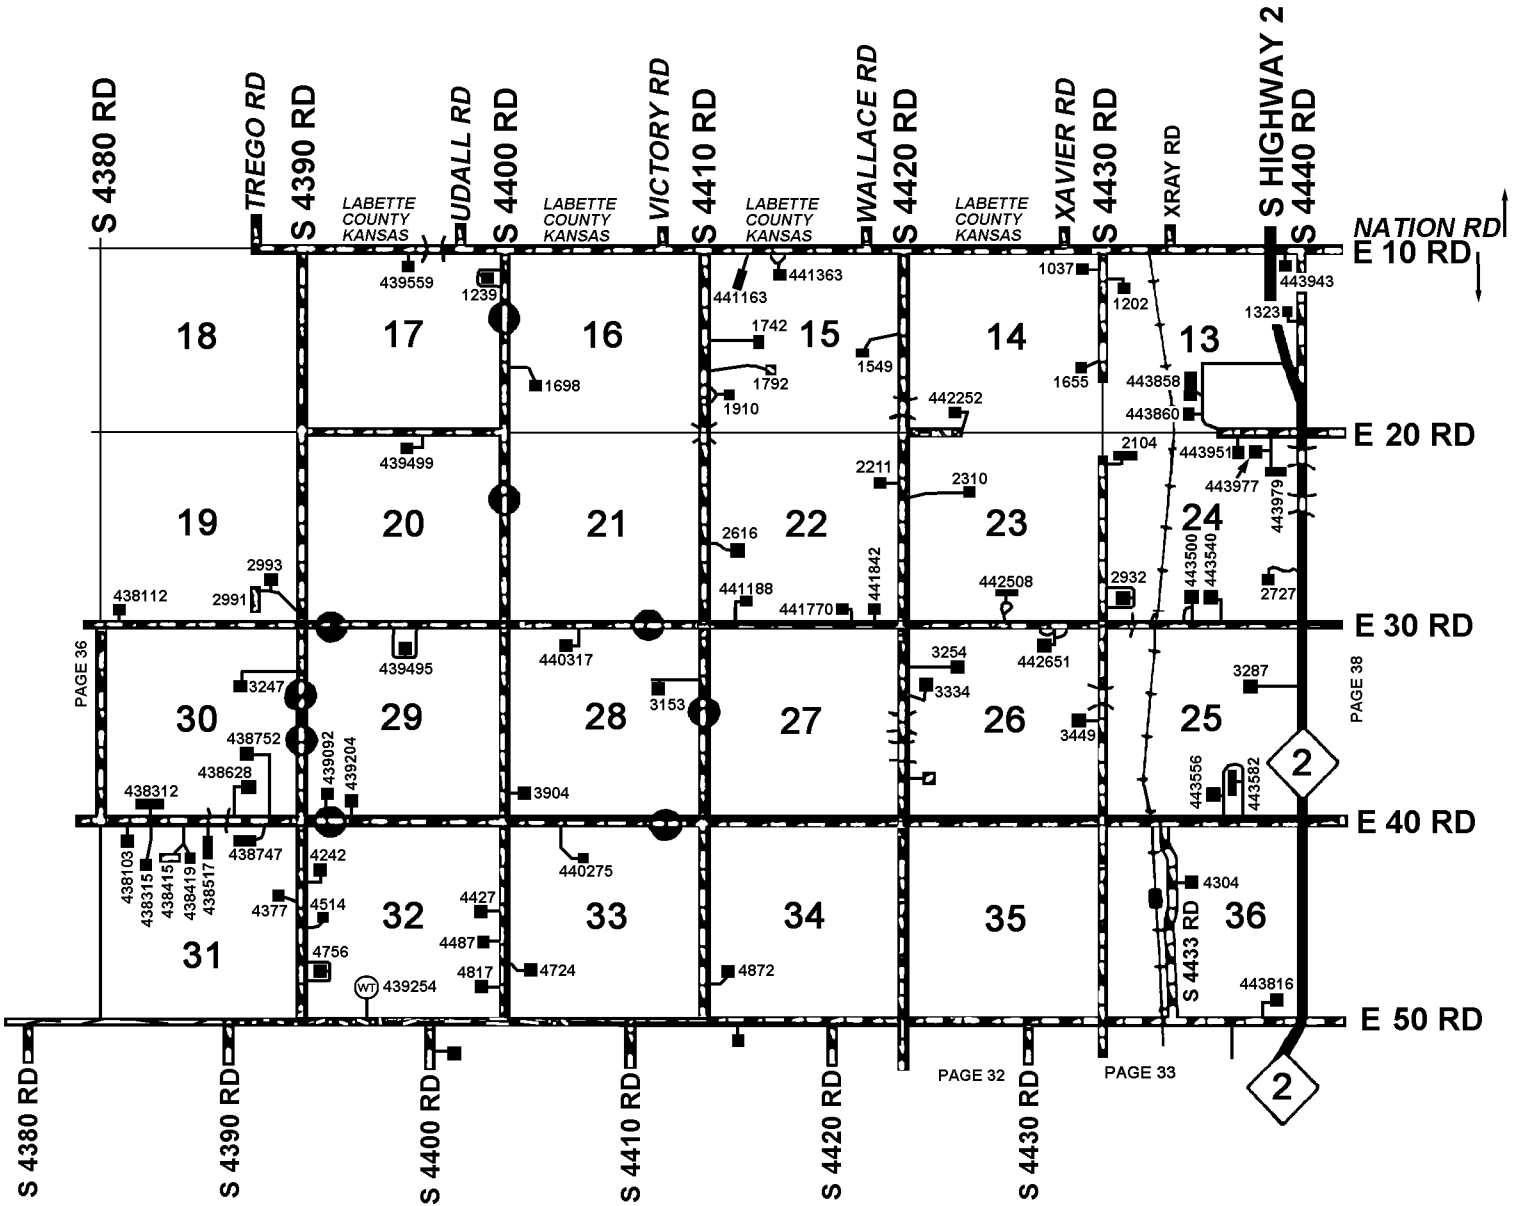 S 4380 RD
TREGO RD
S 4390 RD
UDALL RD
S 4400 RD
VICTORY RD
S 4410 RD
WALLACE RD
S 4420 RD
XAVIER RD
S 4430 RD
XRAY RD
S HIGHWAY 2
S 4440 RD
LABETTE
COUNTY
KANSAS
LABETTE
COUNTY
KANSAS
LABETTE
COUNTY
KANSAS
LABETTE
COUNTY
KANSAS
NATION RD
E 10 RD
439559
1239
441163
441363
1037
1202
443943
1323
18
17
16
15
14
13
1742
1549
1698
1792
1910
1655
443858
442252
443860
E 20 RD
439499
2104
443951
443977
443979
2211
2310
19
20
21
22
23
24
2616
2993
2991
438112
441188
441770
441842
442508
2932
443500
443540
2727
E 30 RD
PAGE 36
439495
440317
442651
3254
3334
3247
3153
3287
PAGE 38
30
29
28
27
26
25
3449
438752
438628
438312
439092
439204
3904
443556
443582
2
E 40 RD
438103
438315
438415
438419
438517
438747
4242
440275
4377
4514
4427
4304
31
32
33
34
35
36
4487
4756
4817
4724
4872
WT
439254
S 4433 RD
443816
E 50 RD
PAGE 32
PAGE 33
2
S 4380 RD
S 4390 RD
S 4400 RD
S 4410 RD
S 4420 RD
S 4430 RD